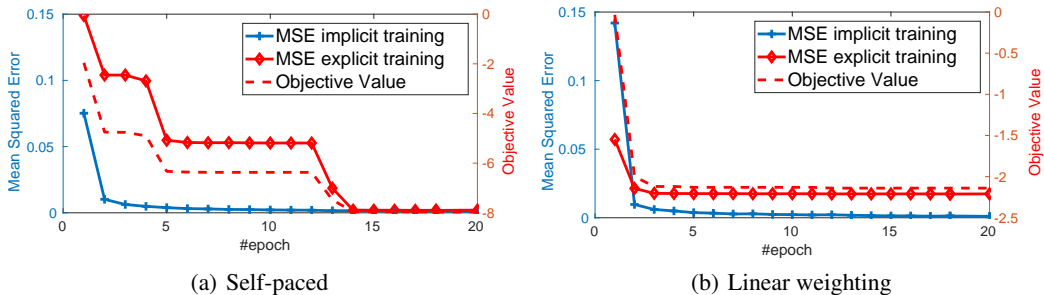 0.15
0.1
0.05
0
Mean Squared Error
0 5 10 15 20
#epoch
0
-2
-4
-6
-8
Objective Value
MSE implicit training
MSE explicit training
Objective Value
(a) Self-paced
0.15
0.1
0.05
0
Mean Squared Error
0 5 10 15 20
#epoch
0
-0.5
-1
-1.5
-2
-2.5
Objective Value
MSE implicit training
MSE explicit training
Objective Value
(b) Linear weighting